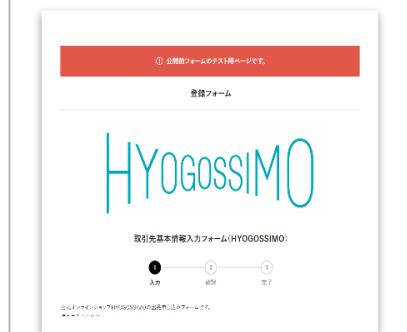 ① 公開前フォームのテスト用ページです。
登録フォーム
HYOGOSSIMO
取引先基本情報入力フォーム(HYOGOSSIMO)
1 2 3
入力 確認 完了
公式オンラインショップHYOGOSSIMOの出品申し込みフォームです。